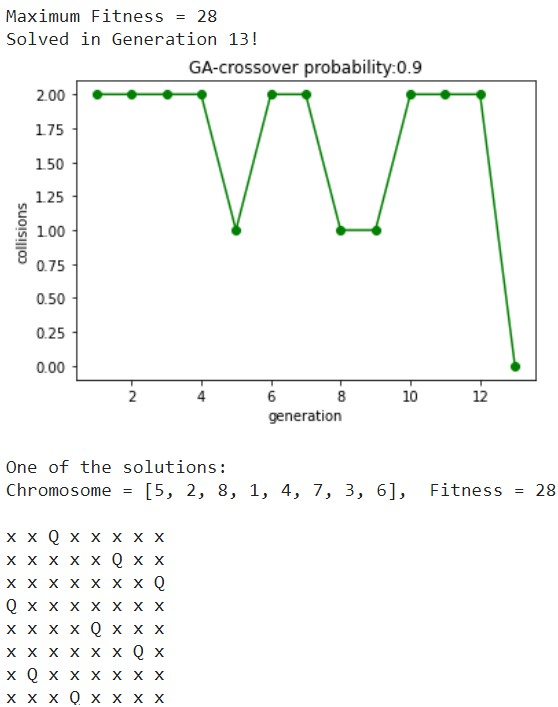 Maximum Fitness = 28
Solved in Generation 13!
GA-crossover probability:0.9
2.00
1.75
1.50
1.25
1.00
0.75
0.50
0.25
0.00
collisions
2 4 6 8 10 12
generation
One of the solutions:
Chromosome = [5, 2, 8, 1, 4, 7, 3, 6],  Fitness = 28
x x Q x x x x x
x x x x x Q x x
x x x x x x x Q
Q x x x x x x x
x x x x Q x x x
x x x x x x Q x
x Q x x x x x x
x x x Q x x x x